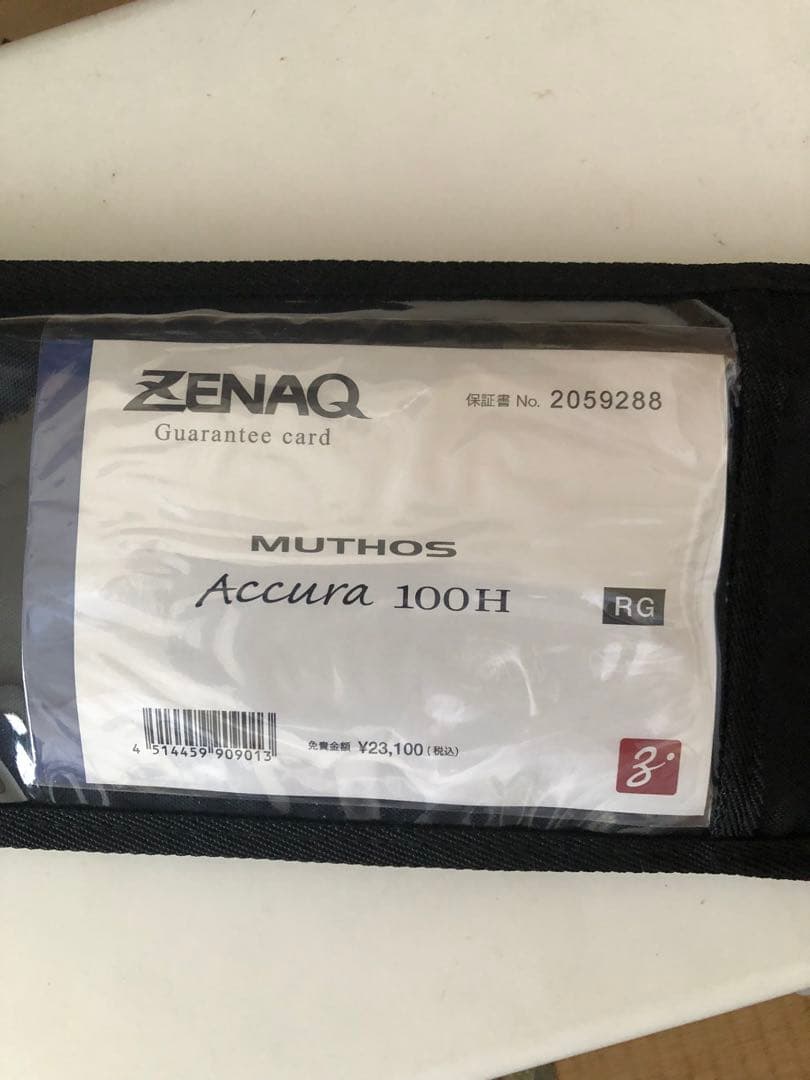 ZENAQ
Guarantee card
保証書 No. 2059288
MUTHOS
Accura 100H
RG
4 514459 909013
免責金額 ¥23,100(税込)
z